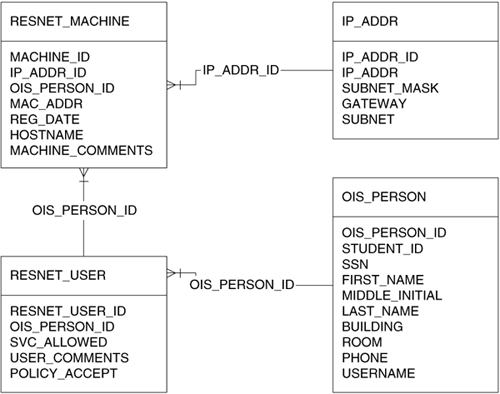 RESNET_MACHINE
MACHINE_ID
IP_ADDR_ID
OIS_PERSON_ID
MAC_ADDR
REG_DATE
HOSTNAME
MACHINE_COMMENTS
IP_ADDR_ID
IP_ADDR
IP_ADDR_ID
IP_ADDR
SUBNET_MASK
GATEWAY
SUBNET
OIS_PERSON_ID
RESNET_USER
RESNET_USER_ID
OIS_PERSON_ID
SVC_ALLOWED
USER_COMMENTS
POLICY_ACCEPT
OIS_PERSON_ID
OIS_PERSON
OIS_PERSON_ID
STUDENT_ID
SSN
FIRST_NAME
MIDDLE_INITIAL
LAST_NAME
BUILDING
ROOM
PHONE
USERNAME